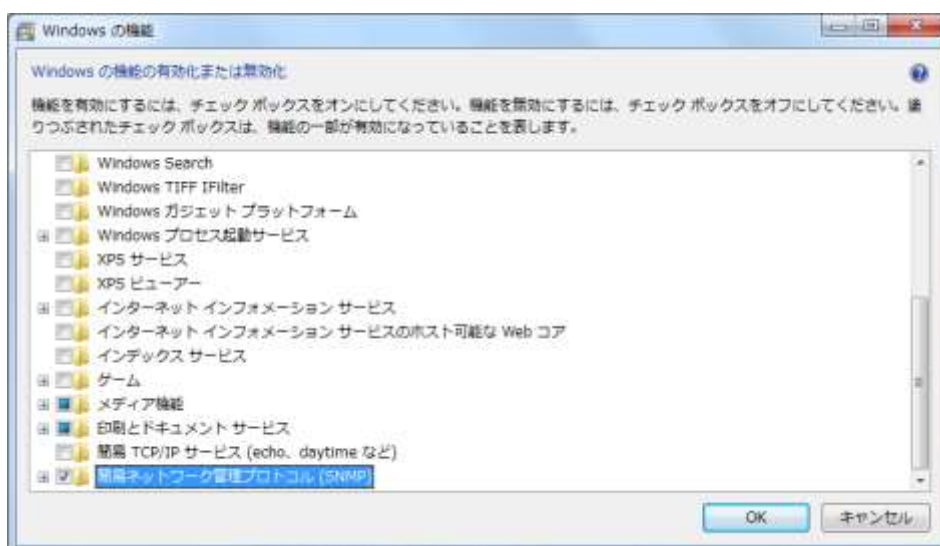 Windows の機能
Windows の機能の有効化または無効化
機能を有効にするには、チェック ボックスをオンにしてください。機能を無効にするには、チェック ボックスをオフにしてください。塗
りつぶされたチェック ボックスは、機能の一部が有効になっていることを表します。
Windows Search
Windows TIFF IFilter
Windows ガジェット プラットフォーム
Windows プロセス起動サービス
XPS サービス
XPS ビューアー
インターネット インフォメーション サービス
インターネット インフォメーション サービスのホスト可能な Web コア
インデックス サービス
ゲーム
メディア機能
印刷とドキュメント サービス
簡易 TCP/IP サービス (echo、daytime など)
簡易ネットワーク管理プロトコル (SNMP)
OK
キャンセル